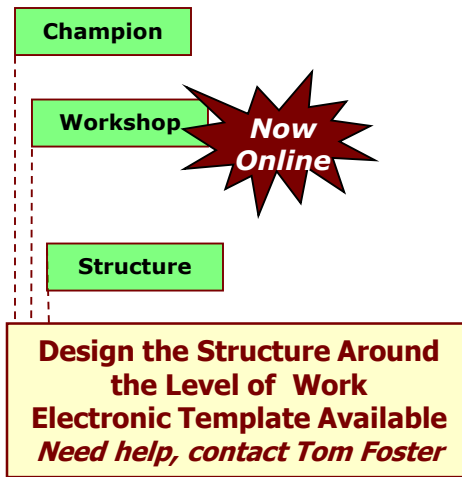 Champion
Workshop
Now
Online
Structure
Design the Structure Around
the Level of  Work
Electronic Template Available
Need help, contact Tom Foster